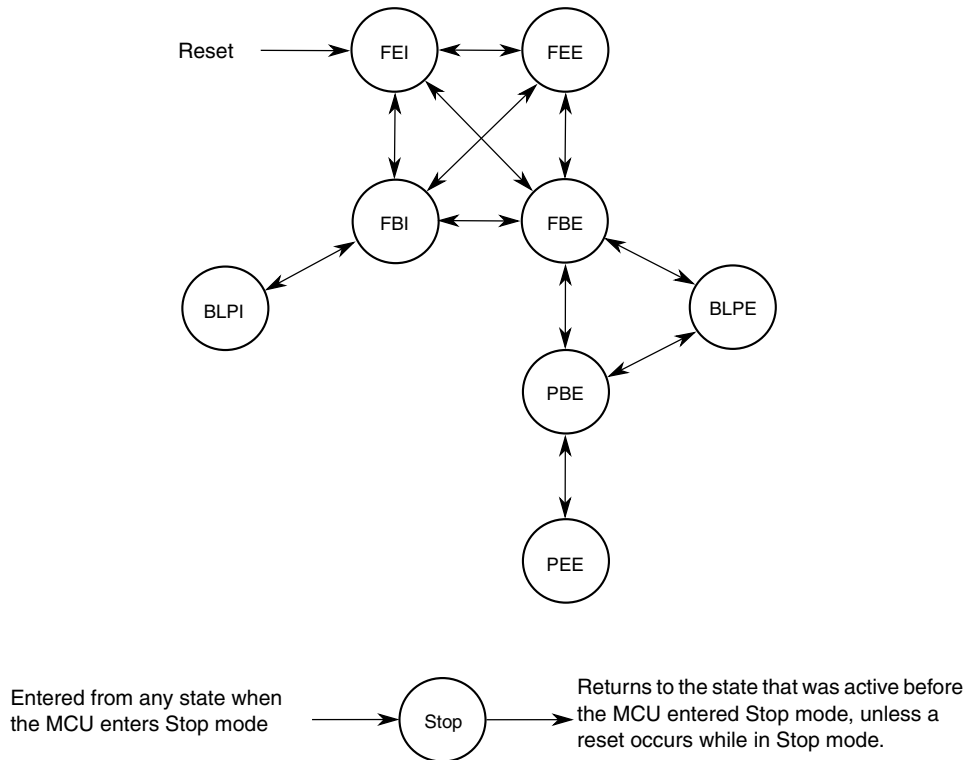 Reset
FEI
FEE
FBI
FBE
BLPI
BLPE
PBE
PEE
Entered from any state when
the MCU enters Stop mode
Stop
Returns to the state that was active before
the MCU entered Stop mode, unless a
reset occurs while in Stop mode.